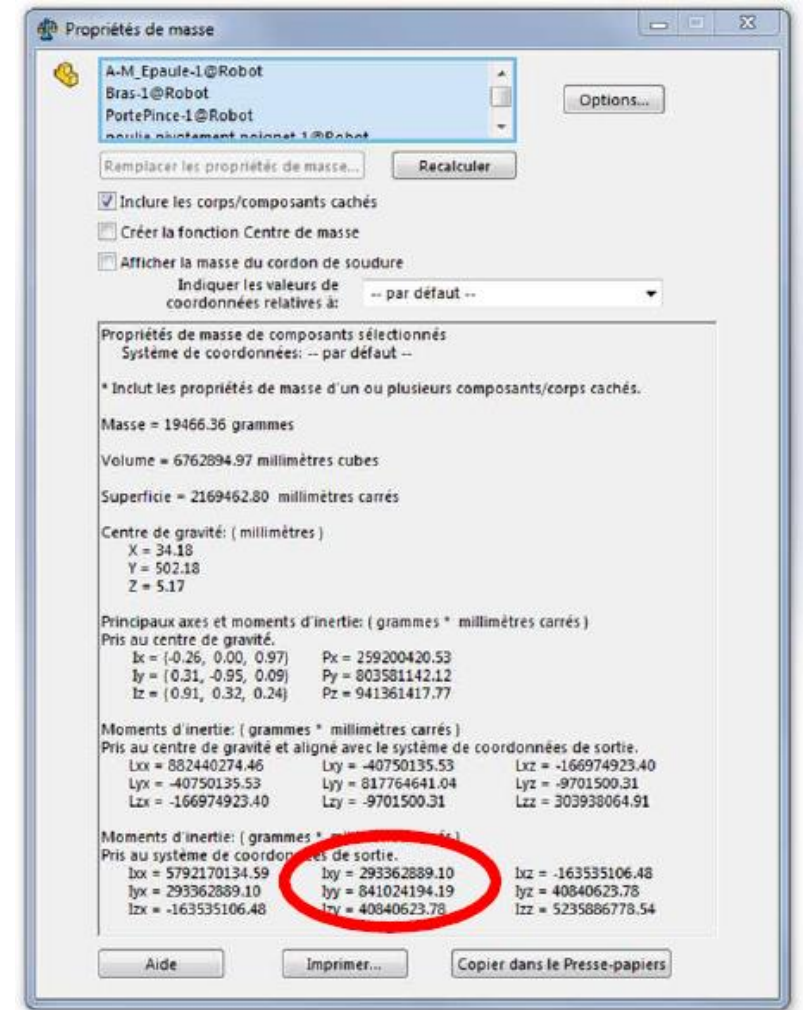 Propriétés de masse
A-M_Epaule-1@Robot
Bras-1@Robot
PortePince-1@Robot
poulie pivotement poignet 1@Robot
Options...
Remplacer les propriétés de masse...
Recalculer
Inclure les corps/composants cachés
Créer la fonction Centre de masse
Afficher la masse du cordon de soudure
Indiquer les valeurs de
coordonnées relatives à:
-- par défaut --
Propriétés de masse de composants sélectionnés
Système de coordonnées: -- par défaut --
* Inclut les propriétés de masse d'un ou plusieurs composants/corps cachés.
Masse = 19466.36 grammes
Volume = 6762894.97 millimètres cubes
Superficie = 2169462.80 millimètres carrés
Centre de gravité: ( millimètres )
X = 34.18
Y = 502.18
Z = 5.17
Principaux axes et moments d'inertie: ( grammes * millimètres carrés )
Pris au centre de gravité.
Ix = (-0.26, 0.00, 0.97) Px = 259200420.53
Iy = (0.31, -0.95, 0.09) Py = 803581142.12
Iz = (0.91, 0.32, 0.24) Pz = 941361417.77
Moments d'inertie: ( grammes * millimètres carrés )
Pris au centre de gravité et aligné avec le système de coordonnées de sortie.
Lxx = 882440274.46 Lxy = -40750135.53 Lxz = -166974923.40
Lyx = -40750135.53 Lyy = 817764641.04 Lyz = -9701500.31
Lzx = -166974923.40 Lzy = -9701500.31 Lzz = 303938064.91
Moments d'inertie: ( grammes *
Pris au système de coordonnées de sortie.
Ixx = 5792170134.59 Ixy = 293362889.10 Ixz = -163535106.48
Iyx = 293362889.10 Iyy = 841024194.19 Iyz = 40840623.78
Izx = -163535106.48 Izy = 40840623.78 Izz = 5235886778.54
Aide
Imprimer...
Copier dans le Presse-papiers